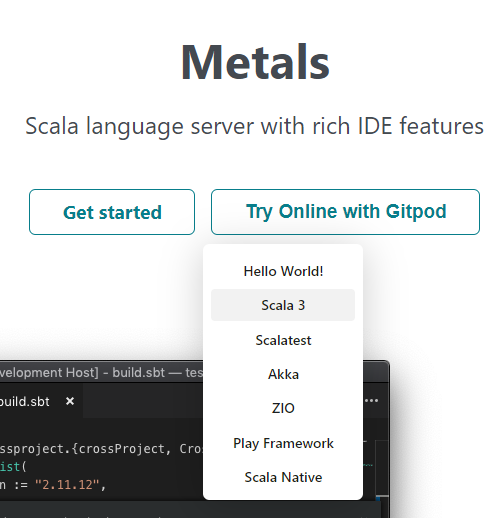 Metals
Scala language server with rich IDE features
Get started
Try Online with Gitpod
Hello World!
Scala 3
Scalatest
Akka
ZIO
Play Framework
Scala Native
velopment Host] - build.sbt — tes
build.sbt ×
ssproject.{crossProject, Cro
ist(
n := "2.11.12",